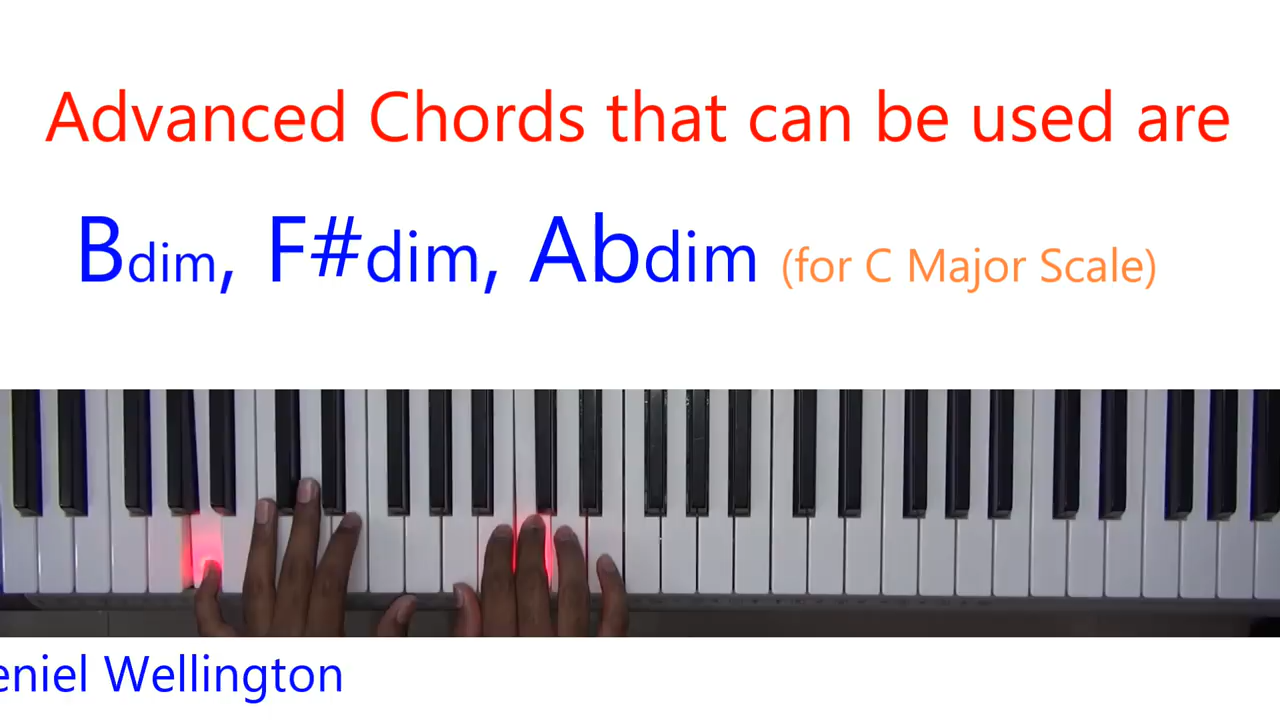 Advanced Chords that can be used are
Bdim, F#dim, Abdim (for C Major Scale)
eniel Wellington